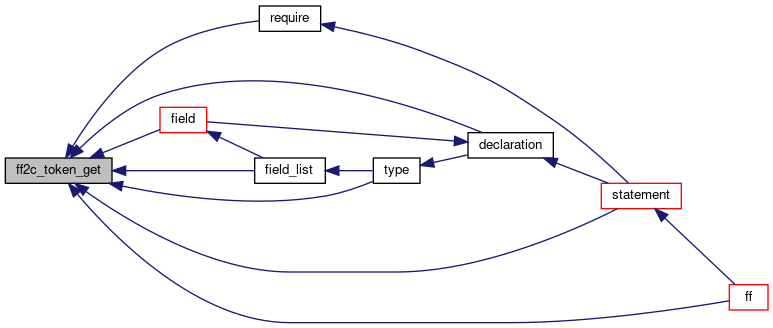 require
field
declaration
ff2c_token_get
field_list
type
statement
ff